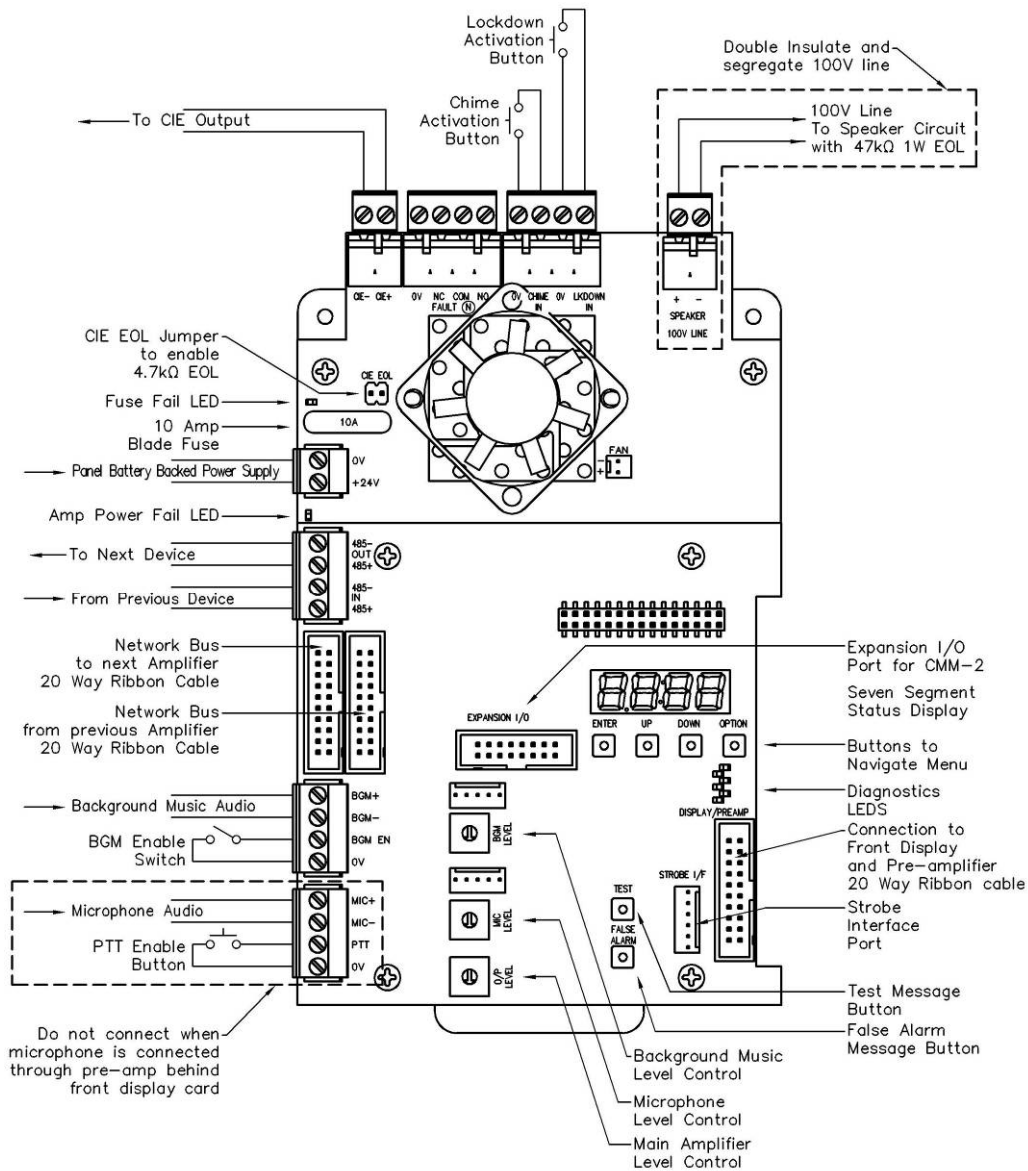 Lockdown
Activation
Button
Double Insulate and
segregate 100V line
Chime
Activation
Button
To CIE Output
100V Line
To Speaker Circuit
with 47kΩ 1W EOL
CIE- CIE+
0V NC COM NO
FAULT N
0V CHIME 0V LKDOWN
IN IN
+ -
SPEAKER
100V LINE
CIE EOL Jumper
to enable
4.7kΩ EOL
CIE EOL
Fuse Fail LED
10 Amp
Blade Fuse
10A
FAN
-
+
Panel Battery Backed Power Supply
0V
+24V
Amp Power Fail LED
To Next Device
485-
OUT
485+
From Previous Device
485-
IN
485+
Network Bus
to next Amplifier
20 Way Ribbon Cable
Network Bus
from previous Amplifier
20 Way Ribbon Cable
Expansion I/O
Port for CMM-2
Seven Segment
Status Display
8.8:8.8
EXPANSION I/O
ENTER UP DOWN OPTION
Buttons to
Navigate Menu
Diagnostics
LEDS
Background Music Audio
BGM+
BGM-
BGM Enable
Switch
BGM EN
0V
BGM
LEVEL
DISPLAY/PREAMP
Connection to
Front Display
and Pre-amplifier
20 Way Ribbon cable
STROBE I/F
Strobe
Interface
Port
Microphone Audio
MIC+
MIC-
PTT Enable
Button
PTT
0V
MIC
LEVEL
O/P
LEVEL
TEST
FALSE
ALARM
Test Message
Button
False Alarm
Message Button
Do not connect when
microphone is connected
through pre-amp behind
front display card
Background Music
Level Control
Microphone
Level Control
Main Amplifier
Level Control